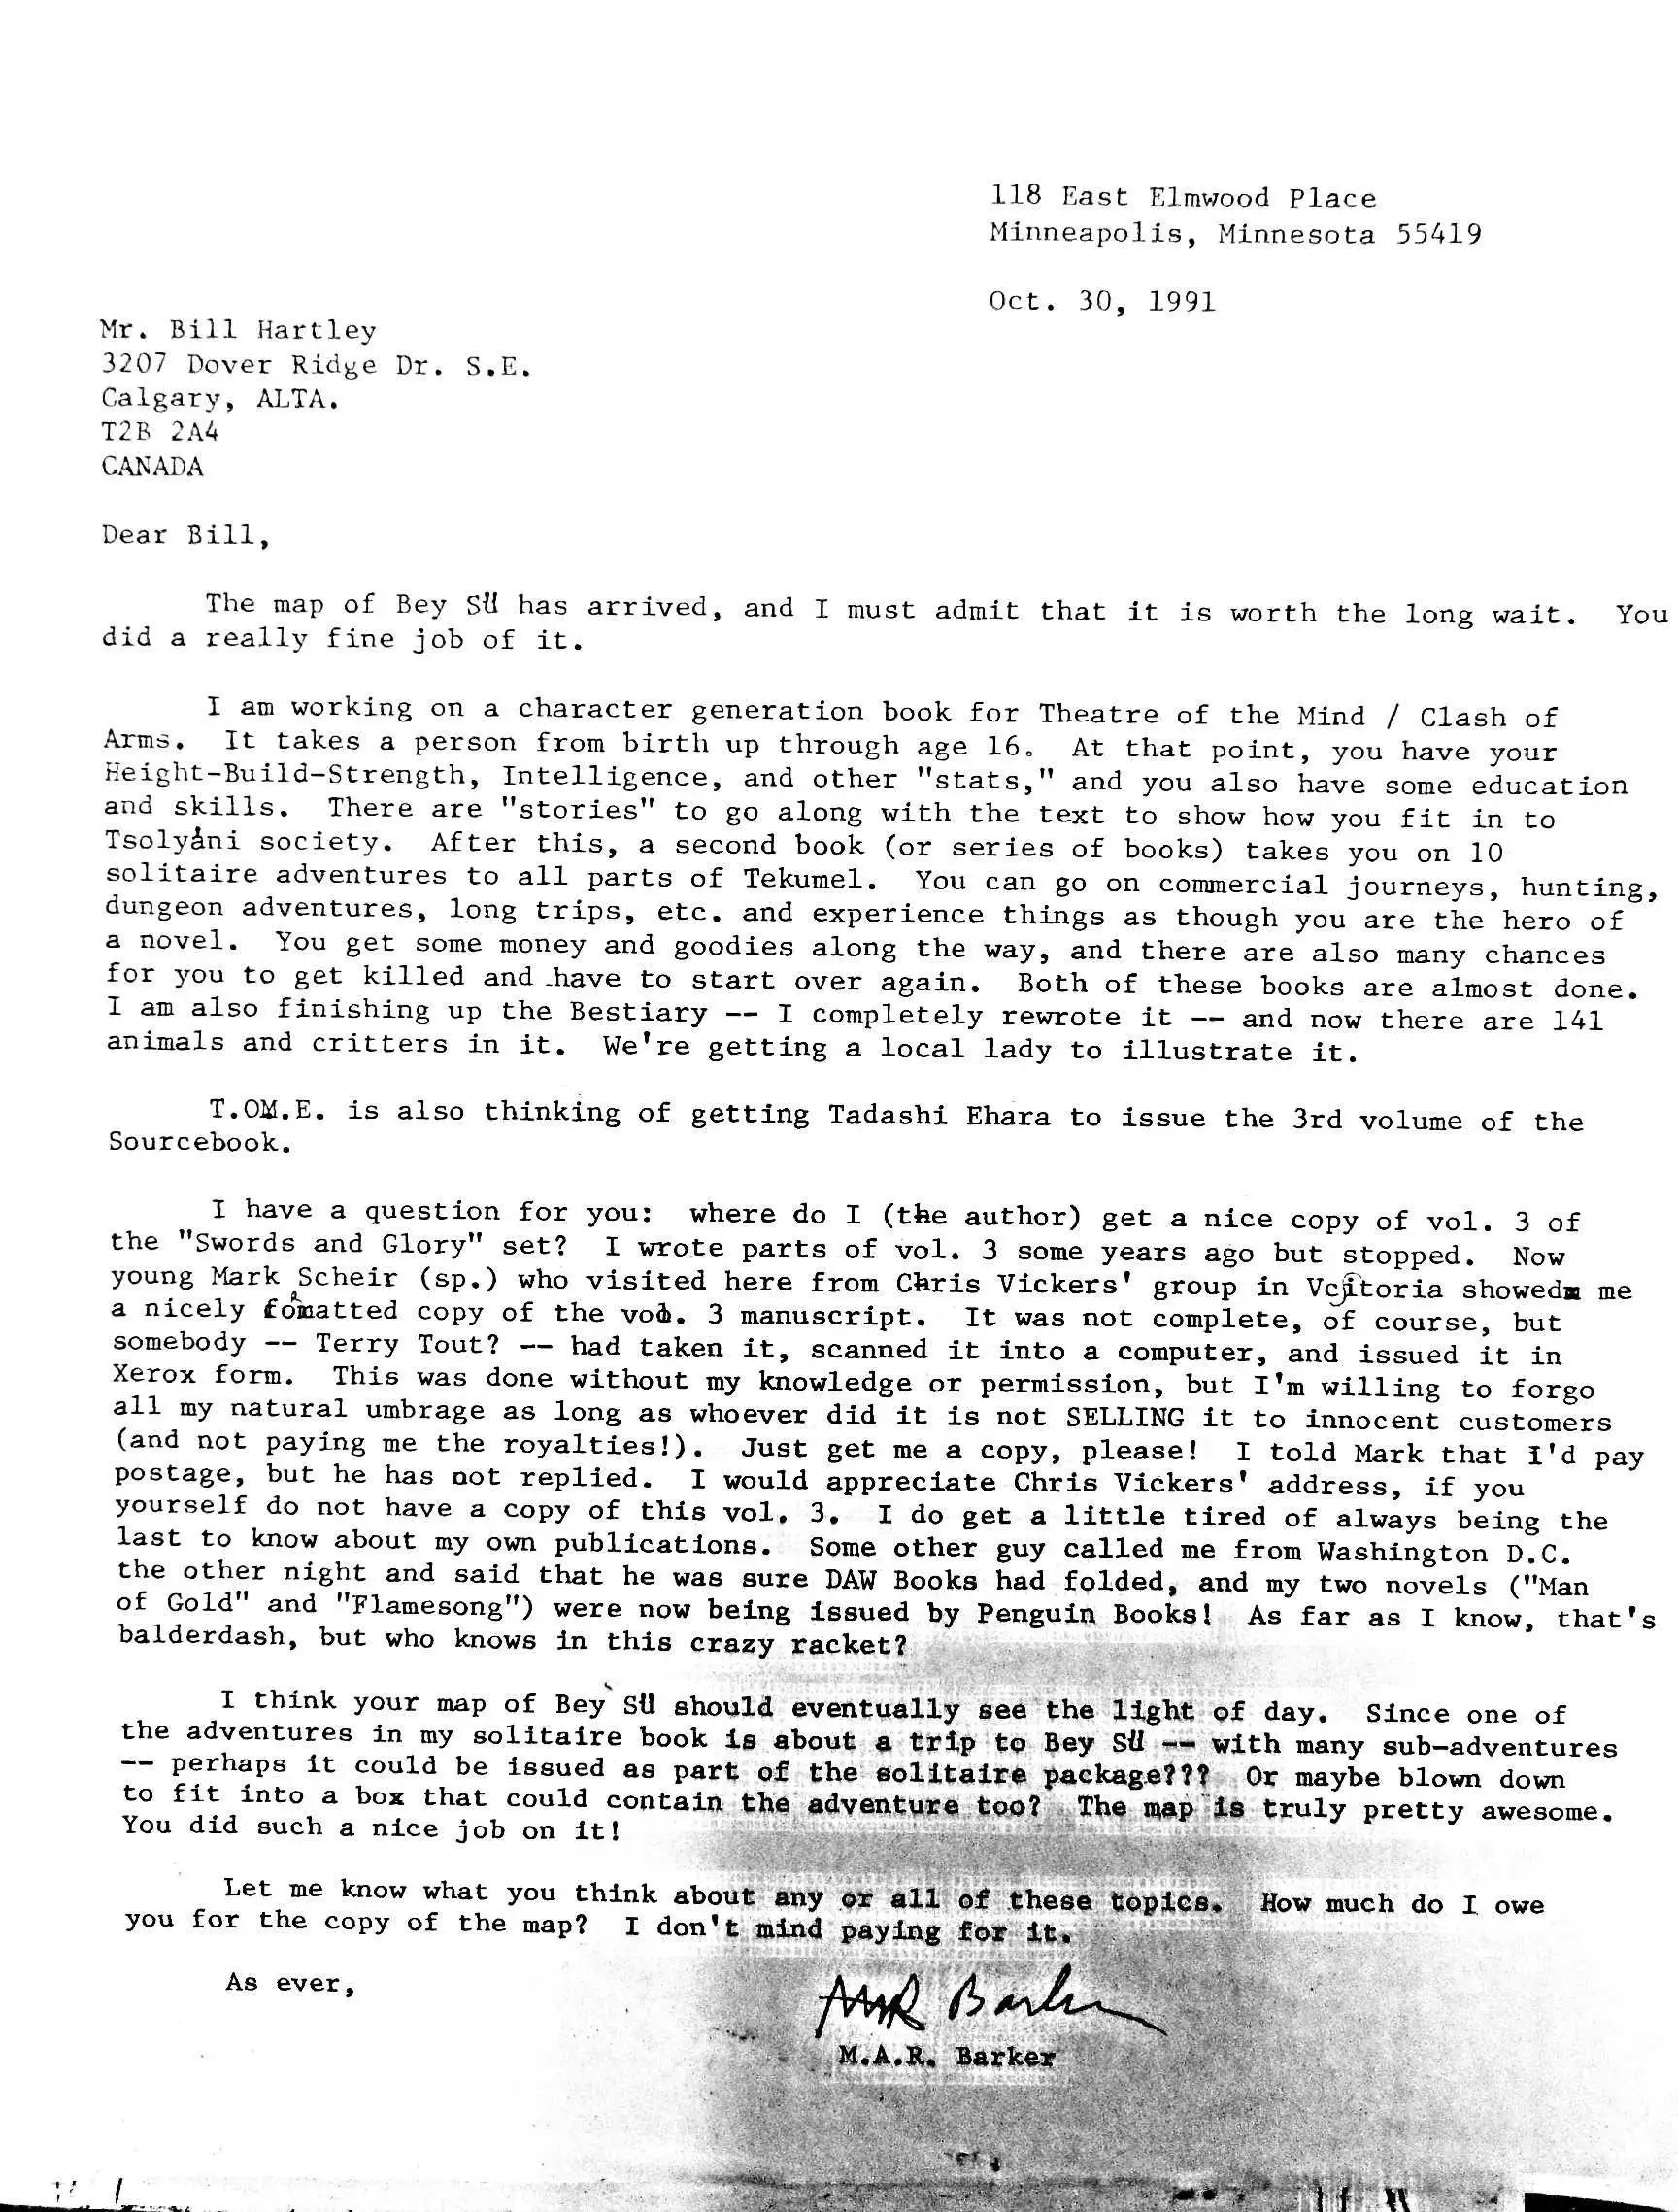 118 East Elmwood Place
Minneapolis, Minnesota 55419
Oct. 30, 1991
Mr. Bill Hartley
3207 Dover Ridge Dr. S.E.
Calgary, ALTA.
T2B 2A4
CANADA
Dear Bill,
The map of Bey Sü has arrived, and I must admit that it is worth the long wait. You
did a really fine job of it.
I am working on a character generation book for Theatre of the Mind / Clash of
Arms. It takes a person from birth up through age 16. At that point, you have your
Height-Build-Strength, Intelligence, and other "stats," and you also have some education
and skills. There are "stories" to go along with the text to show how you fit in to
Tsolyáni society. After this, a second book (or series of books) takes you on 10
solitaire adventures to all parts of Tekumel. You can go on commercial journeys, hunting,
dungeon adventures, long trips, etc. and experience things as though you are the hero of
a novel. You get some money and goodies along the way, and there are also many chances
for you to get killed and have to start over again. Both of these books are almost done.
I am also finishing up the Bestiary -- I completely rewrote it -- and now there are 141
animals and critters in it. We're getting a local lady to illustrate it.
T.OM.E. is also thinking of getting Tadashi Ehara to issue the 3rd volume of the
Sourcebook.
I have a question for you: where do I (the author) get a nice copy of vol. 3 of
the "Swords and Glory" set? I wrote parts of vol. 3 some years ago but stopped. Now
young Mark Scheir (sp.) who visited here from Chris Vickers' group in Vcitoria showed me
a nicely formatted copy of the vol. 3 manuscript. It was not complete, of course, but
somebody -- Terry Tout? -- had taken it, scanned it into a computer, and issued it in
Xerox form. This was done without my knowledge or permission, but I'm willing to forgo
all my natural umbrage as long as whoever did it is not SELLING it to innocent customers
(and not paying me the royalties!). Just get me a copy, please! I told Mark that I'd pay
postage, but he has not replied. I would appreciate Chris Vickers' address, if you
yourself do not have a copy of this vol. 3. I do get a little tired of always being the
last to know about my own publications. Some other guy called me from Washington D.C.
the other night and said that he was sure DAW Books had folded, and my two novels ("Man
of Gold" and "Flamesong") were now being issued by Penguin Books! As far as I know, that's
balderdash, but who knows in this crazy racket?
I think your map of Bey Sü should eventually see the light of day. Since one of
the adventures in my solitaire book is about a trip to Bey Sü -- with many sub-adventures
-- perhaps it could be issued as part of the solitaire package??? Or maybe blown down
to fit into a box that could contain the adventure too? The map is truly pretty awesome.
You did such a nice job on it!
Let me know what you think about any or all of these topics. How much do I owe
you for the copy of the map? I don't mind paying for it.
As ever,
MAR Barker
M.A.R. Barker